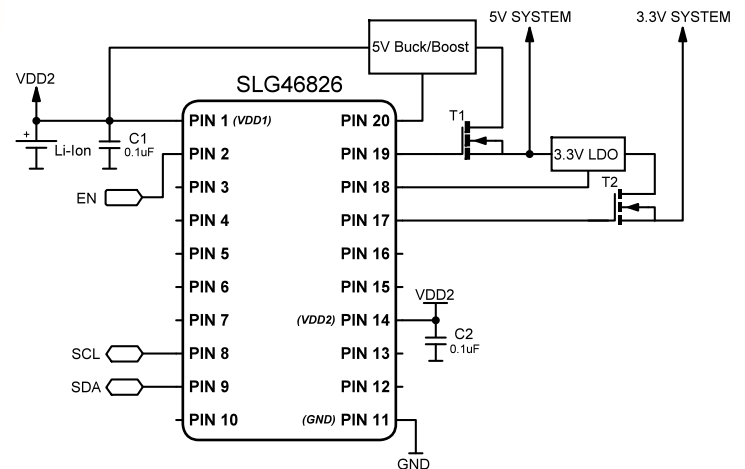 5V SYSTEM
3.3V SYSTEM
5V Buck/Boost
VDD2
SLG46826
T1
PIN 1 (VDD1)
PIN 20
+
Li-Ion
C1
0.1uF
PIN 2
PIN 19
3.3V LDO
EN
PIN 3
PIN 18
T2
PIN 4
PIN 17
PIN 5
PIN 16
PIN 6
PIN 15
VDD2
PIN 7
(VDD2) PIN 14
C2
0.1uF
SCL
PIN 8
PIN 13
SDA
PIN 9
PIN 12
PIN 10
(GND) PIN 11
GND